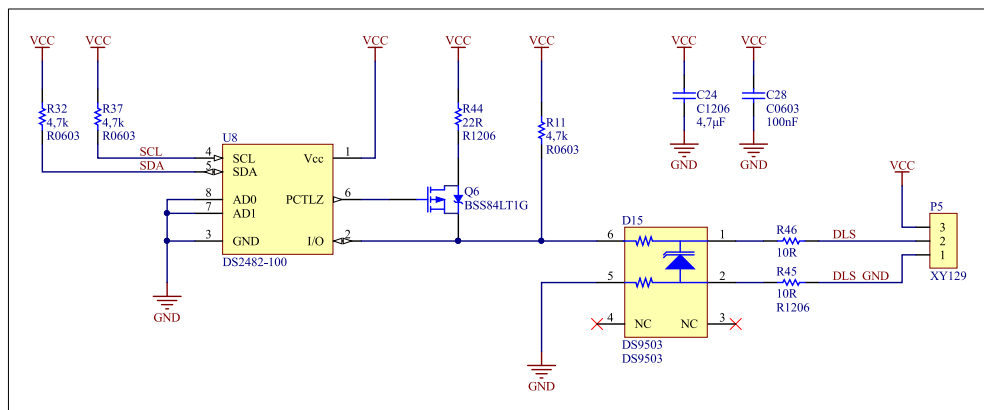 VCC VCC VCC VCC VCC VCC VCC
R32
4,7k
R0603
R37
4,7k
R0603
R44
22R
R1206
R11
4,7k
R0603
C24
C1206
4,7µF
C28
C0603
100nF
GND GND
U8
SCL 4 SCL Vcc 1
SDA 5 SDA
8 AD0 PCTLZ 6
7 AD1
3 GND I/O 2
DS2482-100
GND
Q6
BSS84LT1G
D15
6 1
5 2
4 NC NC 3
DS9503
DS9503
GND
R46
10R
DLS
R45
10R
R1206
DLS_GND
VCC
P5
3
2
1
XY129